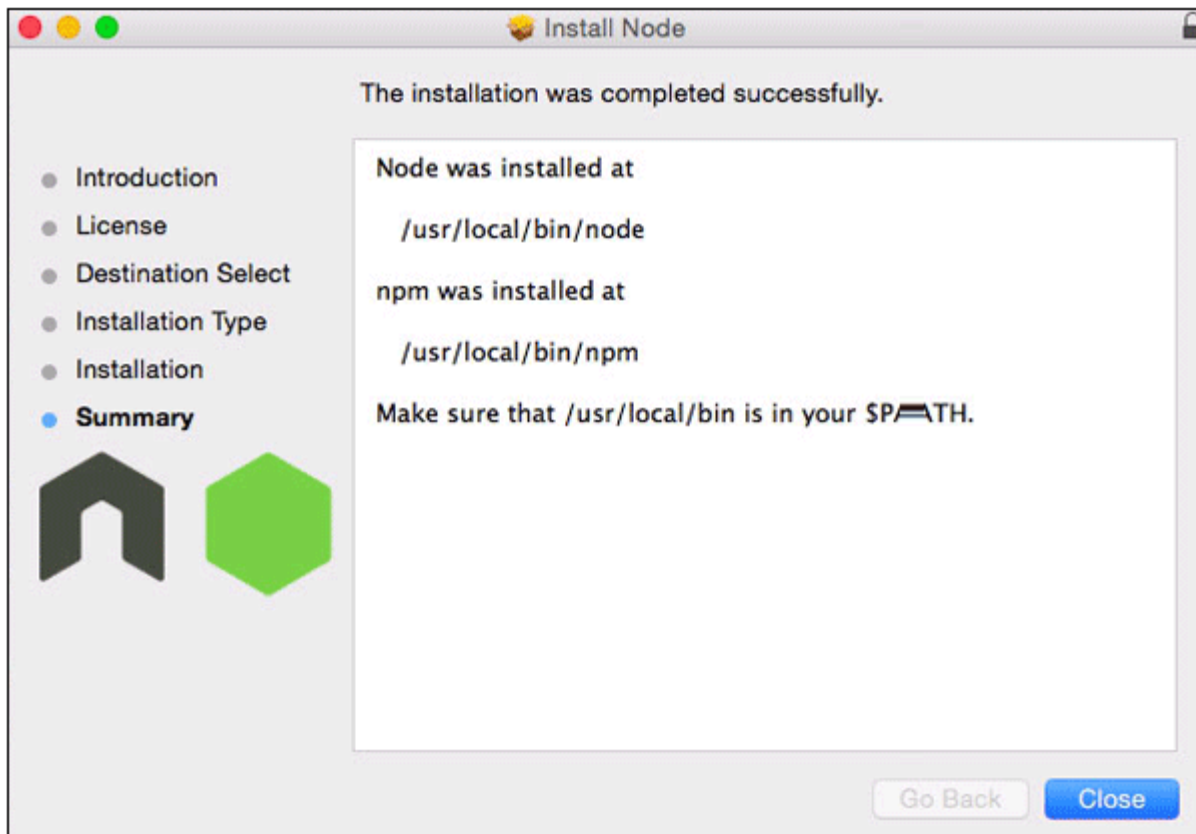 Install Node
The installation was completed successfully.
Introduction
License
Destination Select
Installation Type
Installation
Summary
Node was installed at
/usr/local/bin/node
npm was installed at
/usr/local/bin/npm
Make sure that /usr/local/bin is in your $PATH.
Go Back
Close